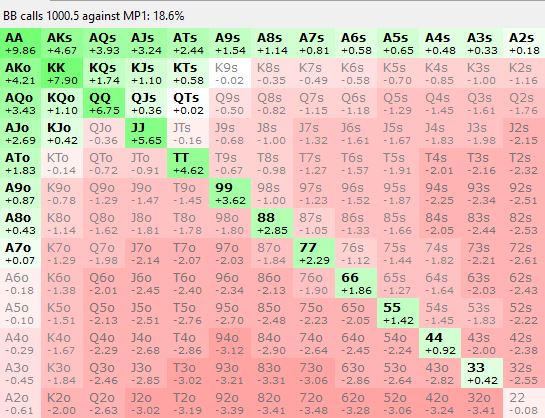 BB calls 1000.5 against MP1: 18.6%
AA AKs AQs AJs ATs A9s A8s A7s A6s A5s A4s A3s A2s
+9.86 +4.67 +3.93 +3.24 +2.44 +1.54 +1.14 +0.81 +0.58 +0.65 +0.48 +0.33 +0.18
AKo KK KQs KJs KTs K9s K8s K7s K6s K5s K4s K3s K2s
+4.21 +7.90 +1.74 +1.10 +0.58 -0.02 -0.35 -0.49 -0.58 -0.70 -0.85 -1.00 -1.16
AQo KQo QQ QJs QTs Q9s Q8s Q7s Q6s Q5s Q4s Q3s Q2s
+3.43 +1.10 +6.75 +0.36 +0.02 -0.50 -0.82 -1.15 -1.18 -1.29 -1.45 -1.61 -1.76
AJo KJo QJo JJ JTs J9s J8s J7s J6s J5s J4s J3s J2s
+2.69 +0.42 -0.36 +5.65 -0.16 -0.68 -1.00 -1.32 -1.61 -1.67 -1.83 -1.98 -2.15
ATo KTo QTo JTo TT T9s T8s T7s T6s T5s T4s T3s T2s
+1.83 -0.14 -0.72 -0.91 +4.62 -0.67 -0.98 -1.27 -1.57 -1.91 -2.01 -2.16 -2.32
A9o K9o Q9o J9o T9o 99 98s 97s 96s 95s 94s 93s 92s
+0.87 -0.78 -1.29 -1.47 -1.45 +3.62 -1.00 -1.23 -1.52 -1.87 -2.25 -2.34 -2.51
A8o K8o Q8o J8o T8o 98o 88 87s 86s 85s 84s 83s 82s
+0.43 -1.14 -1.62 -1.81 -1.78 -1.80 +2.85 -1.05 -1.33 -1.66 -2.05 -2.44 -2.53
A7o K7o Q7o J7o T7o 97o 87o 77 76s 75s 74s 73s 72s
+0.07 -1.29 -1.98 -2.14 -2.07 -2.03 -1.84 +2.29 -1.12 -1.44 -1.82 -2.21 -2.61
A6o K6o Q6o J6o T6o 96o 86o 76o 66 65s 64s 63s 62s
-0.18 -1.38 -2.01 -2.45 -2.40 -2.34 -2.13 -1.90 +1.86 -1.27 -1.64 -2.03 -2.43
A5o K5o Q5o J5o T5o 95o 85o 75o 65o 55 54s 53s 52s
-0.10 -1.51 -2.13 -2.51 -2.76 -2.70 -2.48 -2.23 -2.05 +1.42 -1.45 -1.83 -2.22
A4o K4o Q4o J4o T4o 94o 84o 74o 64o 54o 44 43s 42s
-0.29 -1.67 -2.29 -2.68 -2.86 -3.12 -2.90 -2.64 -2.45 -2.24 +0.92 -2.00 -2.38
A3o K3o Q3o J3o T3o 93o 83o 73o 63o 53o 43o 33 32s
-0.45 -1.84 -2.46 -2.85 -3.02 -3.21 -3.31 -3.06 -2.86 -2.64 -2.82 +0.42 -2.55
A2o K2o Q2o J2o T2o 92o 82o 72o 62o 52o 42o 32o 22
-0.61 -2.00 -2.63 -3.02 -3.19 -3.39 -3.41 -3.48 -3.28 -3.06 -3.24 -3.41 -0.08